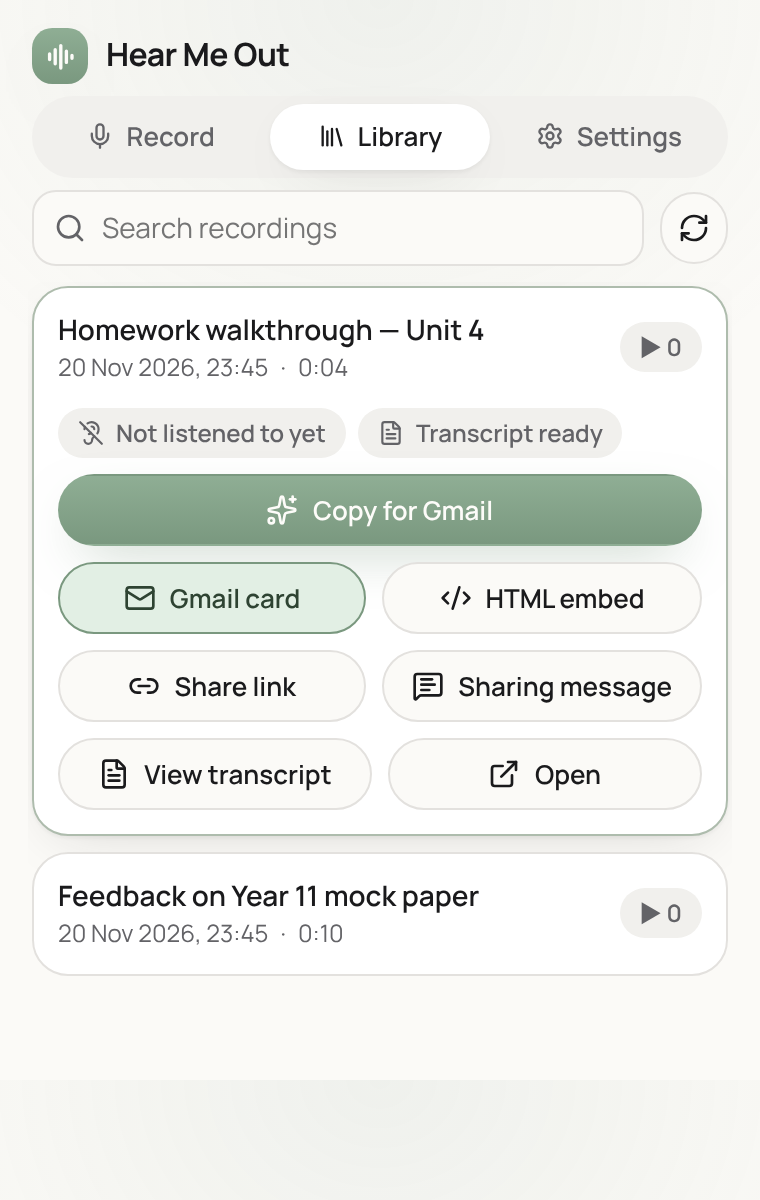 Hear Me Out
Record
Library
Settings
Search recordings
Homework walkthrough — Unit 4
20 Nov 2026, 23:45 · 0:04
▶ 0
Not listened to yet
Transcript ready
Copy for Gmail
Gmail card
HTML embed
Share link
Sharing message
View transcript
Open
Feedback on Year 11 mock paper
20 Nov 2026, 23:45 · 0:10
▶ 0